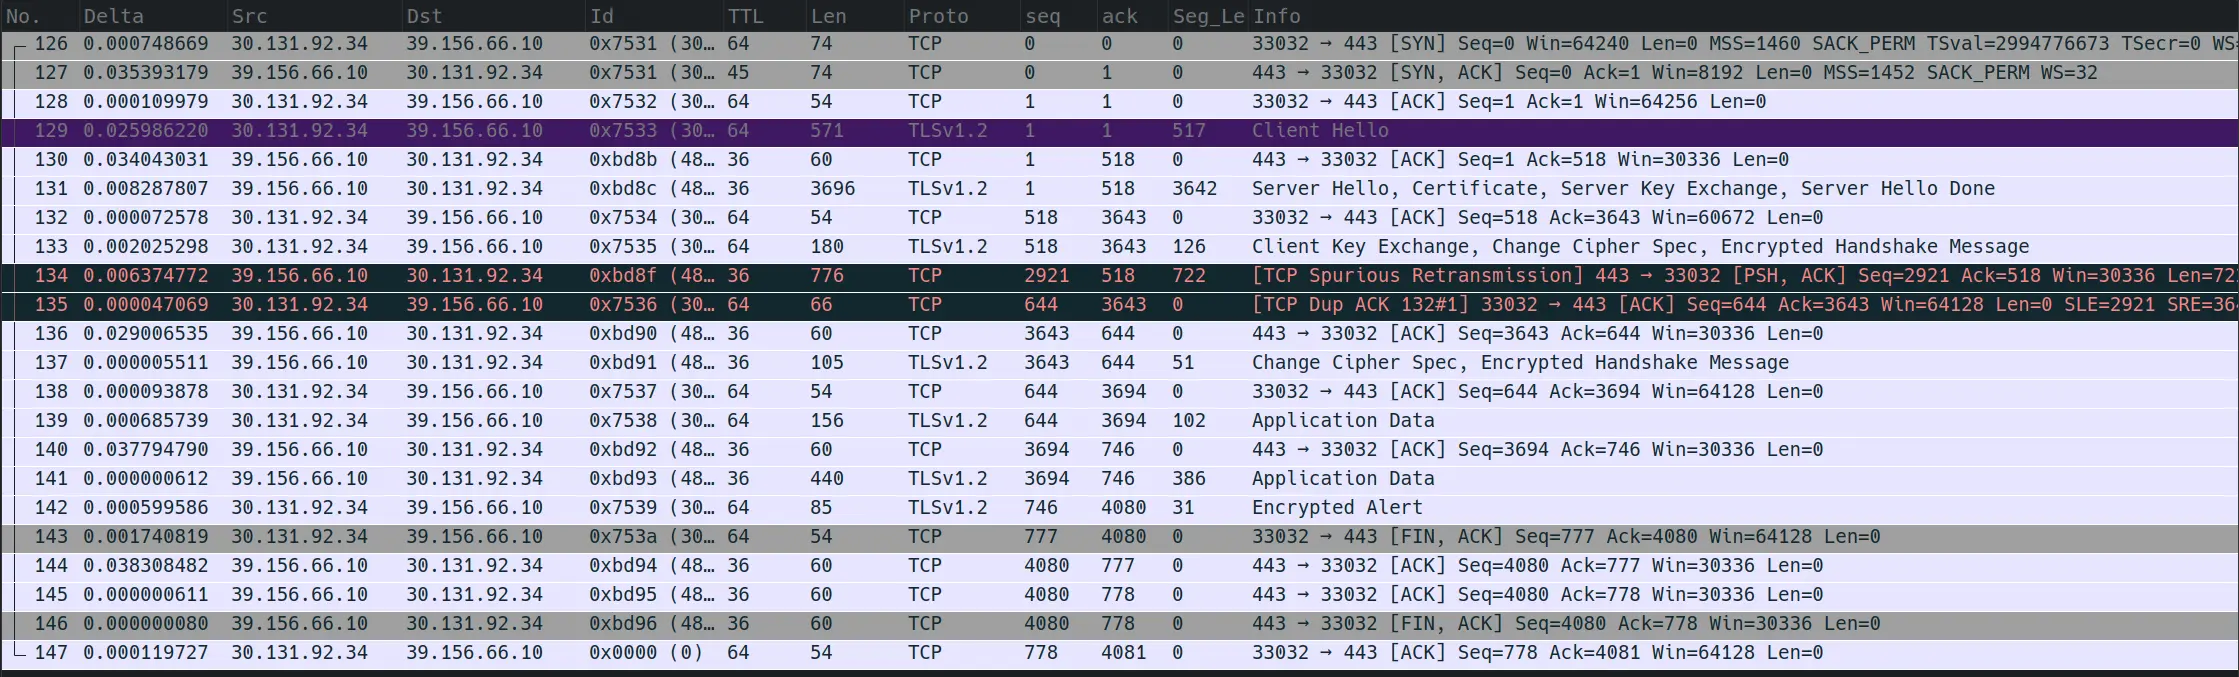 No. Delta Src Dst Id TTL Len Proto seq ack Seg_Le Info
126 0.000748669 30.131.92.34 39.156.66.10 0x7531 (30… 64 74 TCP 0 0 0 33032 → 443 [SYN] Seq=0 Win=64240 Len=0 MSS=1460 SACK_PERM TSval=2994776673 TSecr=0 WS=
127 0.035393179 39.156.66.10 30.131.92.34 0x7531 (30… 45 74 TCP 0 1 0 443 → 33032 [SYN, ACK] Seq=0 Ack=1 Win=8192 Len=0 MSS=1452 SACK_PERM WS=32
128 0.000109979 30.131.92.34 39.156.66.10 0x7532 (30… 64 54 TCP 1 1 0 33032 → 443 [ACK] Seq=1 Ack=1 Win=64256 Len=0
129 0.025986220 30.131.92.34 39.156.66.10 0x7533 (30… 64 571 TLSv1.2 1 1 517 Client Hello
130 0.034043031 39.156.66.10 30.131.92.34 0xbd8b (48… 36 60 TCP 1 518 0 443 → 33032 [ACK] Seq=1 Ack=518 Win=30336 Len=0
131 0.008287807 39.156.66.10 30.131.92.34 0xbd8c (48… 36 3696 TLSv1.2 1 518 3642 Server Hello, Certificate, Server Key Exchange, Server Hello Done
132 0.000072578 30.131.92.34 39.156.66.10 0x7534 (30… 64 54 TCP 518 3643 0 33032 → 443 [ACK] Seq=518 Ack=3643 Win=60672 Len=0
133 0.002025298 30.131.92.34 39.156.66.10 0x7535 (30… 64 180 TLSv1.2 518 3643 126 Client Key Exchange, Change Cipher Spec, Encrypted Handshake Message
134 0.006374772 39.156.66.10 30.131.92.34 0xbd8f (48… 36 776 TCP 2921 518 722 [TCP Spurious Retransmission] 443 → 33032 [PSH, ACK] Seq=2921 Ack=518 Win=30336 Len=72
135 0.000047069 30.131.92.34 39.156.66.10 0x7536 (30… 64 66 TCP 644 3643 0 [TCP Dup ACK 132#1] 33032 → 443 [ACK] Seq=644 Ack=3643 Win=64128 Len=0 SLE=2921 SRE=36
136 0.029006535 39.156.66.10 30.131.92.34 0xbd90 (48… 36 60 TCP 3643 644 0 443 → 33032 [ACK] Seq=3643 Ack=644 Win=30336 Len=0
137 0.000005511 39.156.66.10 30.131.92.34 0xbd91 (48… 36 105 TLSv1.2 3643 644 51 Change Cipher Spec, Encrypted Handshake Message
138 0.000093878 30.131.92.34 39.156.66.10 0x7537 (30… 64 54 TCP 644 3694 0 33032 → 443 [ACK] Seq=644 Ack=3694 Win=64128 Len=0
139 0.000685739 30.131.92.34 39.156.66.10 0x7538 (30… 64 156 TLSv1.2 644 3694 102 Application Data
140 0.037794790 39.156.66.10 30.131.92.34 0xbd92 (48… 36 60 TCP 3694 746 0 443 → 33032 [ACK] Seq=3694 Ack=746 Win=30336 Len=0
141 0.000000612 39.156.66.10 30.131.92.34 0xbd93 (48… 36 440 TLSv1.2 3694 746 386 Application Data
142 0.000599586 30.131.92.34 39.156.66.10 0x7539 (30… 64 85 TLSv1.2 746 4080 31 Encrypted Alert
143 0.001740819 30.131.92.34 39.156.66.10 0x753a (30… 64 54 TCP 777 4080 0 33032 → 443 [FIN, ACK] Seq=777 Ack=4080 Win=64128 Len=0
144 0.038308482 39.156.66.10 30.131.92.34 0xbd94 (48… 36 60 TCP 4080 777 0 443 → 33032 [ACK] Seq=4080 Ack=777 Win=30336 Len=0
145 0.000000611 39.156.66.10 30.131.92.34 0xbd95 (48… 36 60 TCP 4080 778 0 443 → 33032 [ACK] Seq=4080 Ack=778 Win=30336 Len=0
146 0.000000080 39.156.66.10 30.131.92.34 0xbd96 (48… 36 60 TCP 4080 778 0 443 → 33032 [FIN, ACK] Seq=4080 Ack=778 Win=30336 Len=0
147 0.000119727 30.131.92.34 39.156.66.10 0x0000 (0) 64 54 TCP 778 4081 0 33032 → 443 [ACK] Seq=778 Ack=4081 Win=64128 Len=0